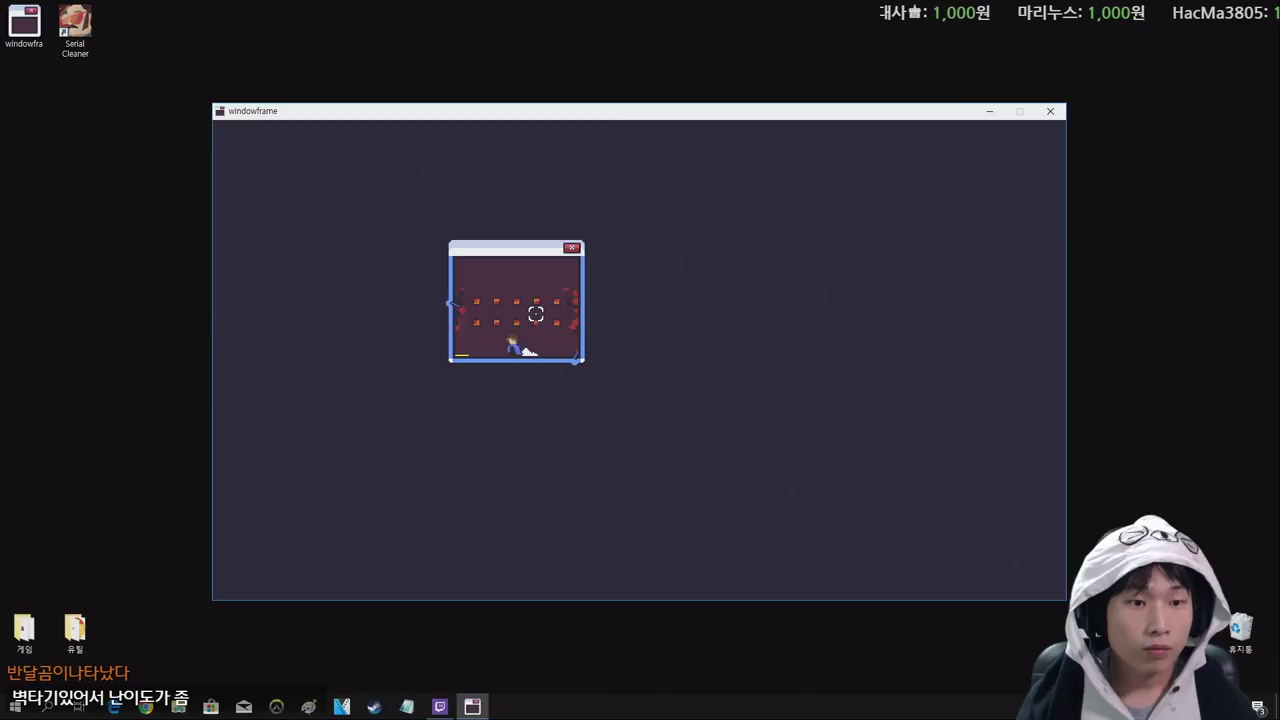 대사홉: 1,000원 마리누스: 1,000원 HacMa3805: 1
windowfra
Serial
Cleaner
windowframe
게임
유틸
휴지통
반달곰이나타났다
벽타기있어서 난이도가 좀
3